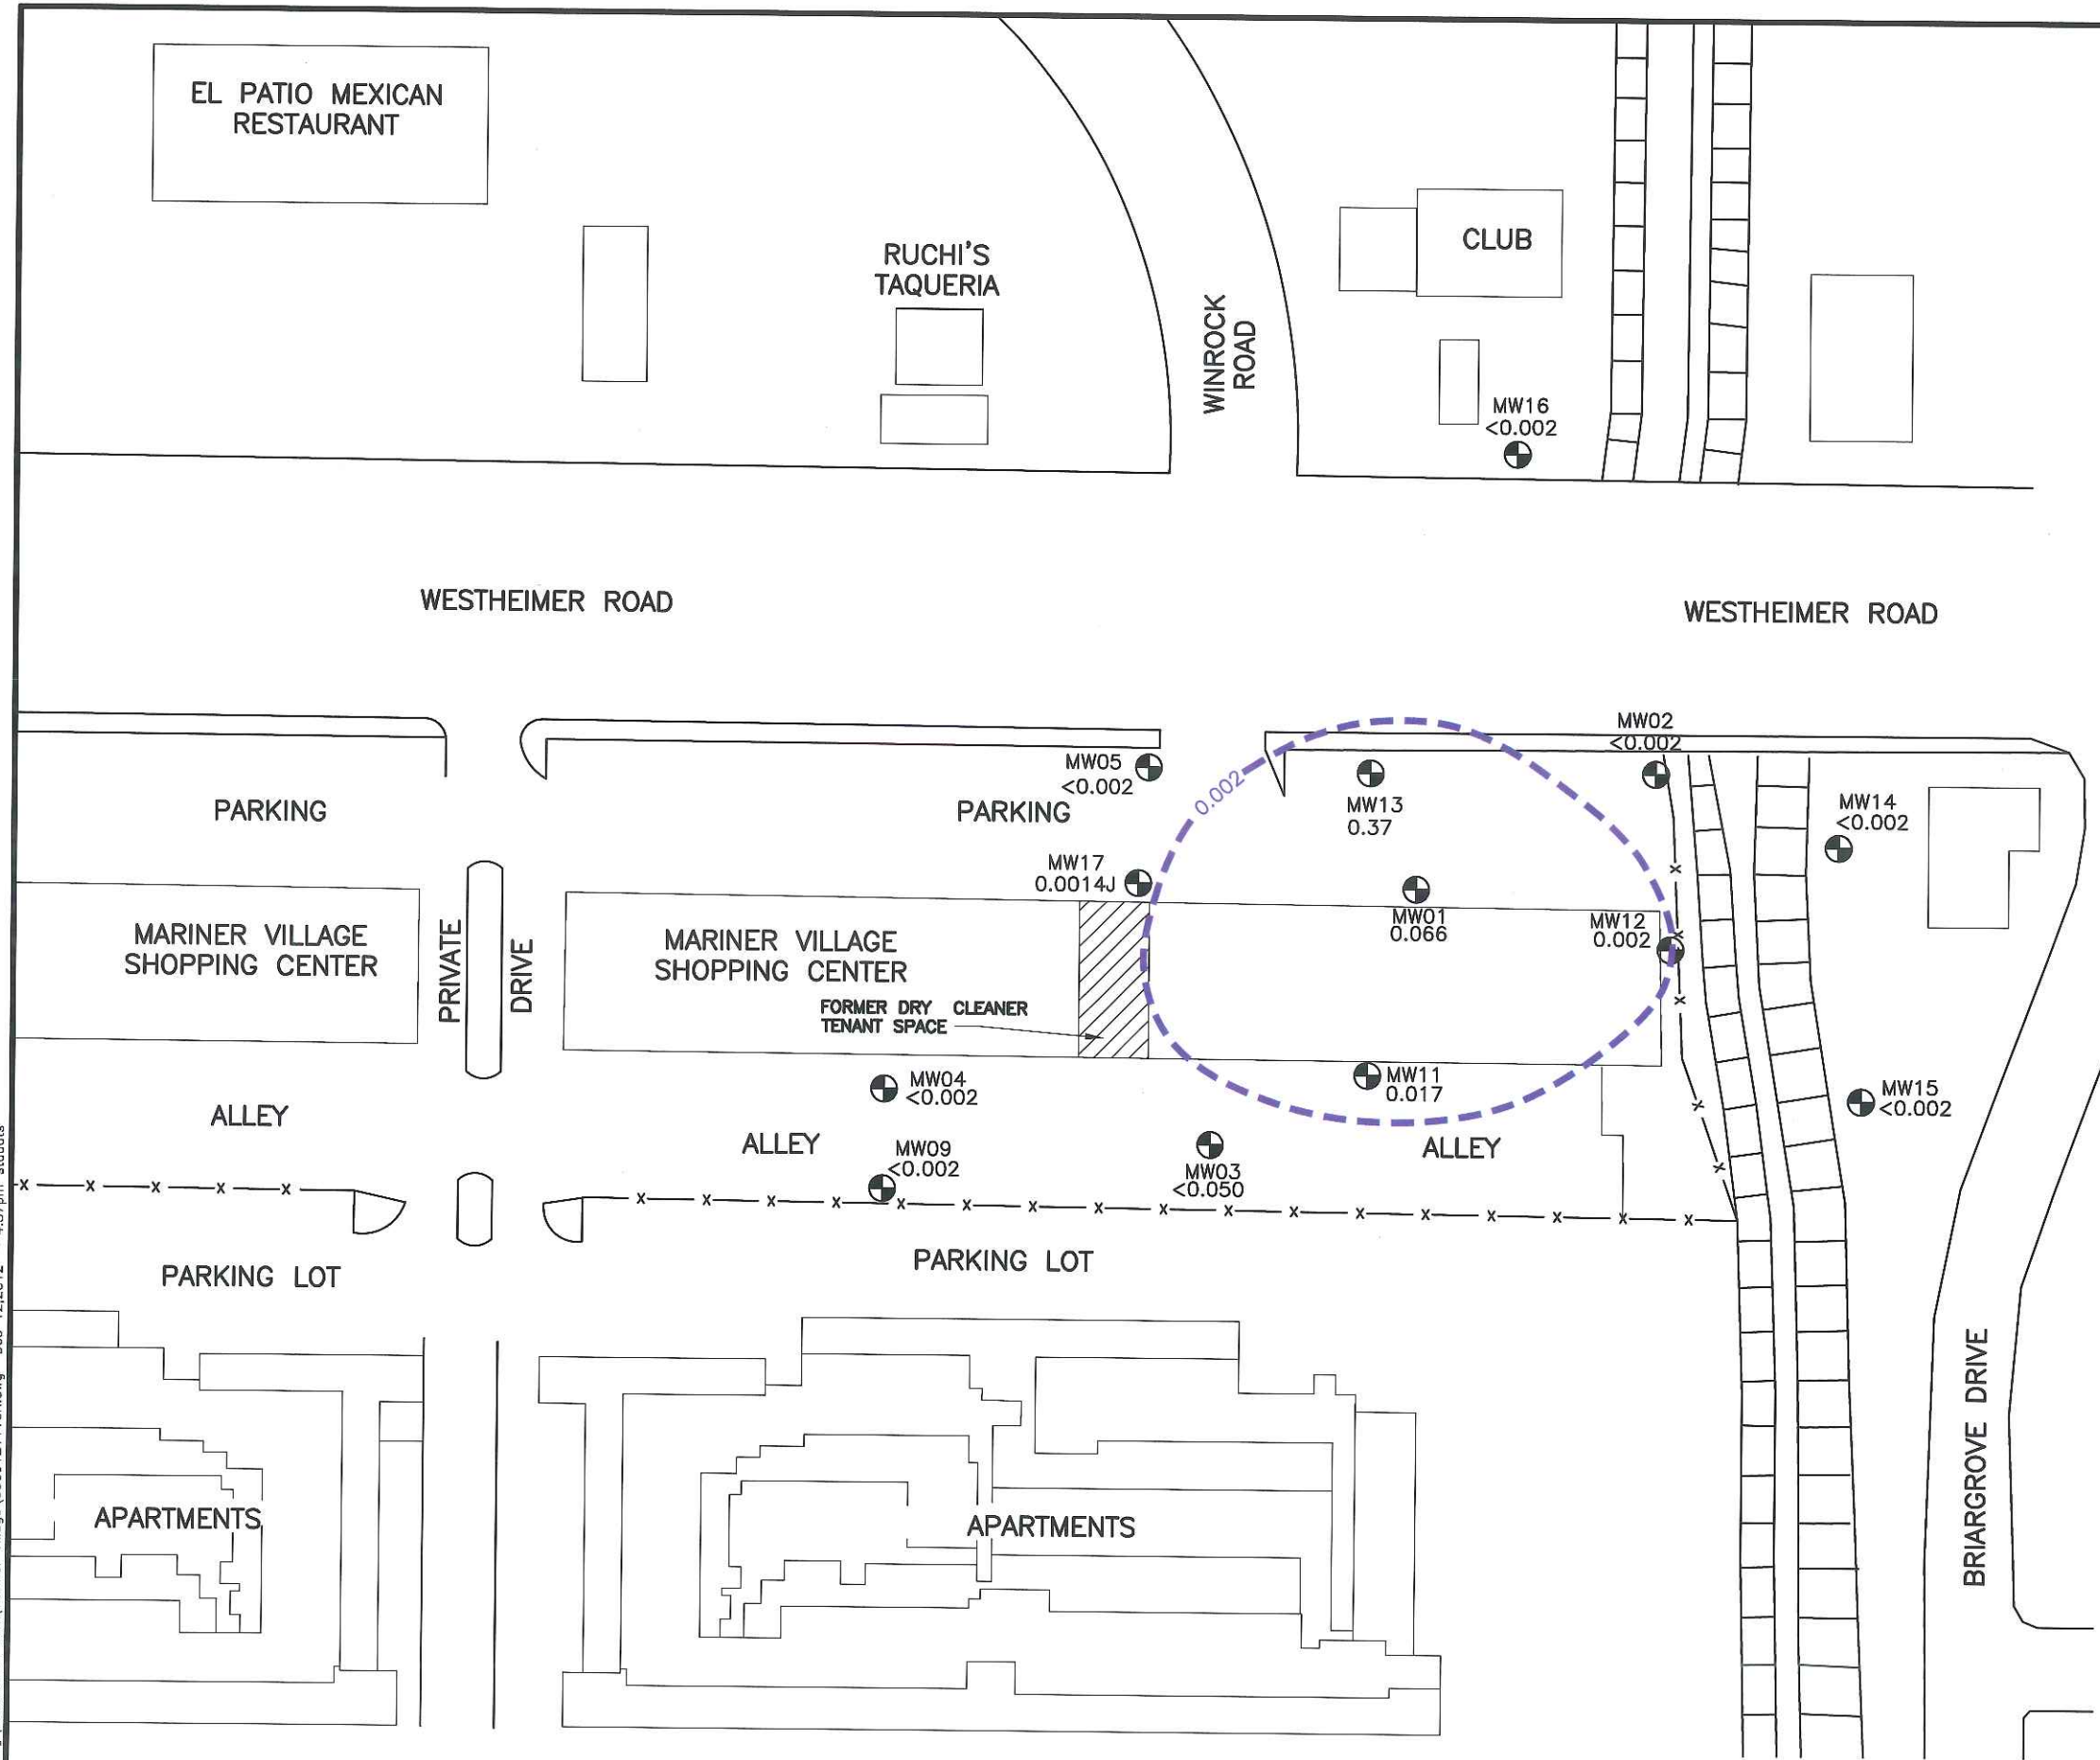 EL PATIO MEXICAN
RESTAURANT
RUCHI'S
TAQUERIA
WINROCK
ROAD
CLUB
MW16
<0.002
WESTHEIMER ROAD
WESTHEIMER ROAD
MW02
<0.002
MW05
<0.002
0.002
MW13
0.37
MW14
<0.002
PARKING
PARKING
MW17
0.0014J
MW01
0.066
MW12
0.002
MARINER VILLAGE
SHOPPING CENTER
PRIVATE
DRIVE
MARINER VILLAGE
SHOPPING CENTER
FORMER DRY CLEANER
TENANT SPACE
MW04
<0.002
MW11
0.017
MW15
<0.002
ALLEY
ALLEY
MW09
<0.002
MW03
<0.050
ALLEY
PARKING LOT
PARKING LOT
APARTMENTS
APARTMENTS
BRIARGROVE DRIVE